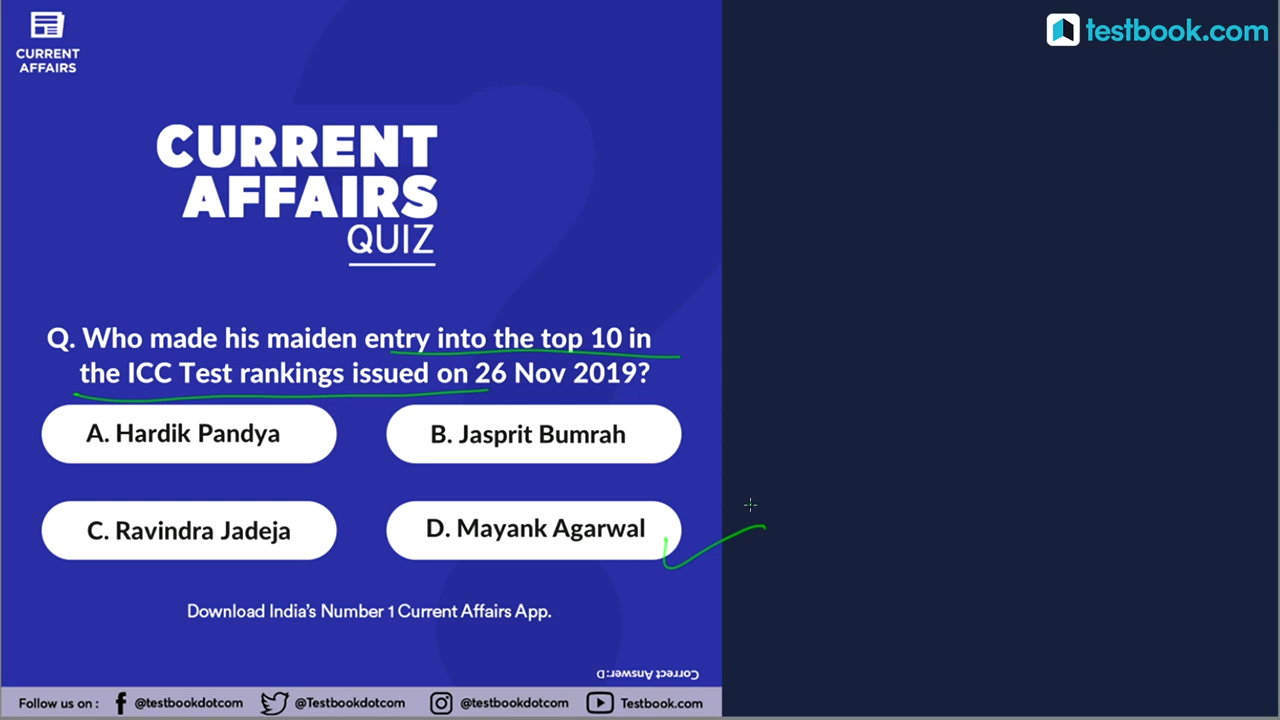 CURRENT
AFFAIRS
testbook.com
CURRENT
AFFAIRS
QUIZ
Q. Who made his maiden entry into the top 10 in
the ICC Test rankings issued on 26 Nov 2019?
A. Hardik Pandya
B. Jasprit Bumrah
C. Ravindra Jadeja
D. Mayank Agarwal
Download India's Number 1 Current Affairs App.
Correct Answer: D
Follow us on : @testbookdotcom @Testbookdotcom @testbookdotcom Testbook.com